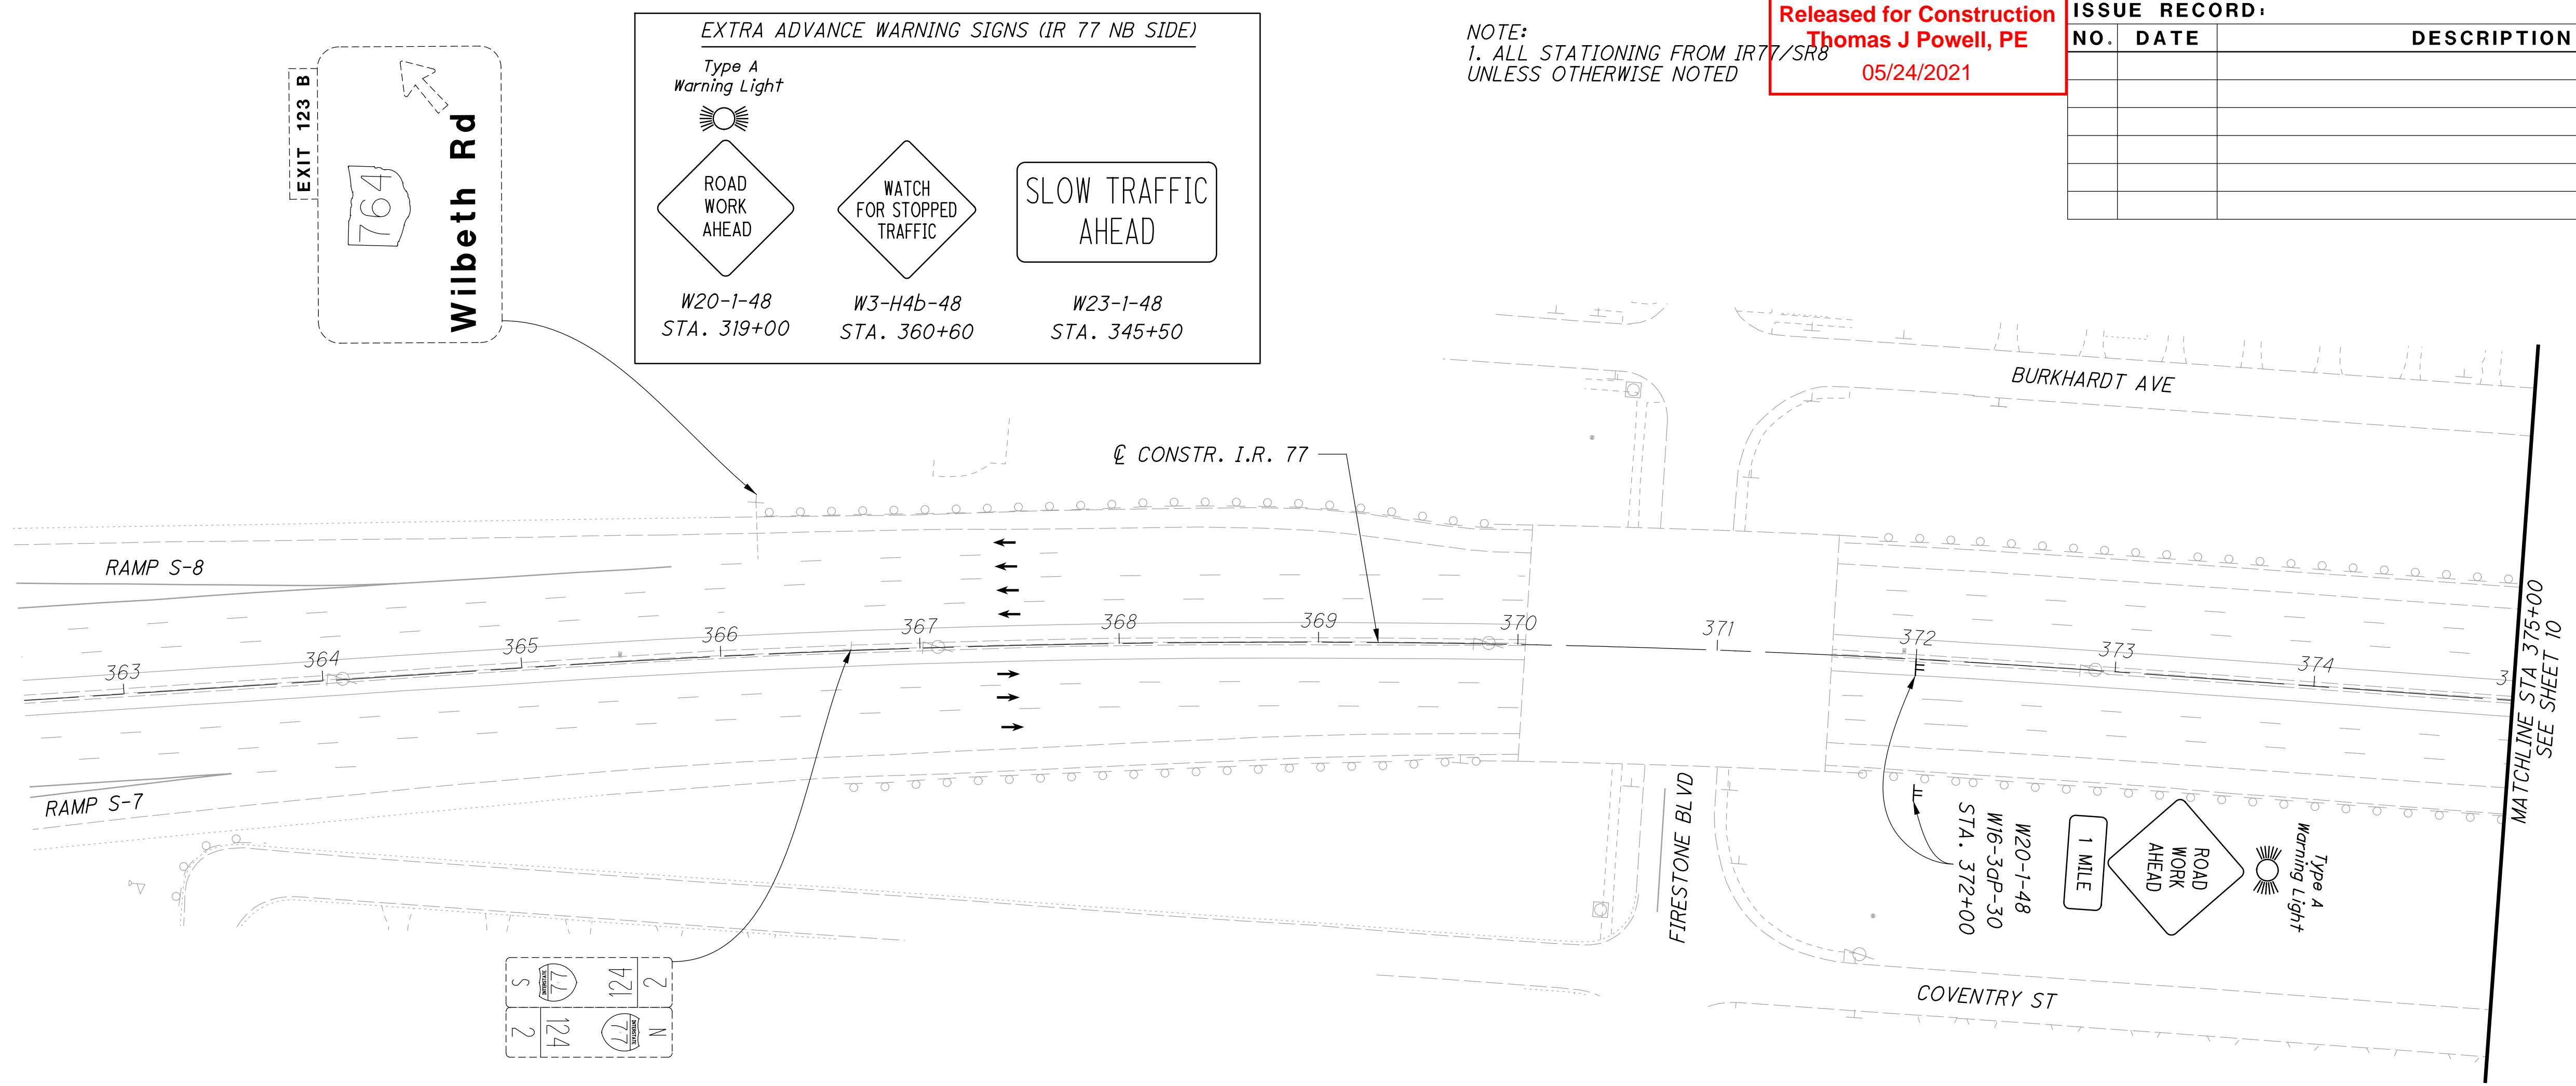 EXTRA ADVANCE WARNING SIGNS (IR 77 NB SIDE)
Type A
Warning Light
ROAD
WORK
AHEAD
W20-1-48
STA. 319+00
WATCH
FOR STOPPED
TRAFFIC
W3-H4b-48
STA. 360+60
SLOW TRAFFIC
AHEAD
W23-1-48
STA. 345+50
NOTE:
1. ALL STATIONING FROM IR77/SR8
UNLESS OTHERWISE NOTED
Released for Construction
Thomas J Powell, PE
05/24/2021
ISSUE RECORD:
NO. DATE DESCRIPTION
EXIT 123 B
764
Wilbeth Rd
BURKHARDT AVE
℄ CONSTR. I.R. 77
RAMP S-8
363
364
365
366
367
368
369
370
371
372
373
374
3
RAMP S-7
FIRESTONE BLVD
COVENTRY ST
MATCHLINE STA 375+00
SEE SHEET 10
W20-1-48
W16-3aP-30
STA. 372+00
1 MILE
ROAD
WORK
AHEAD
Type A
Warning Light
S
INTERSTATE
77
124
2
N
INTERSTATE
77
124
2